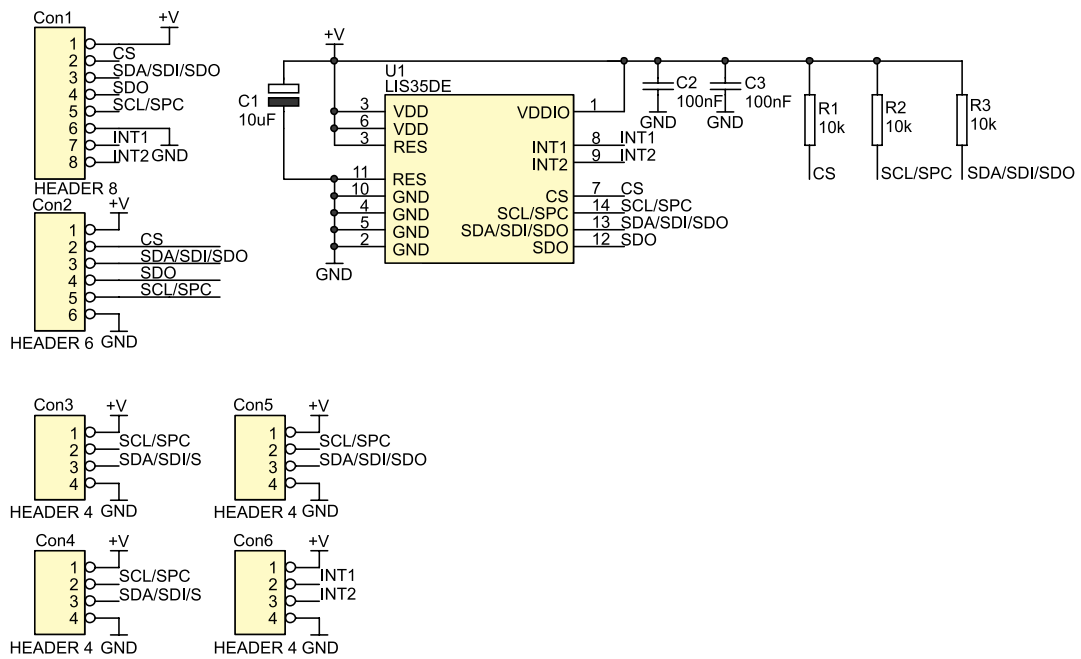 Con1
+V
1
2 CS
3 SDA/SDI/SDO
4 SDO
5 SCL/SPC
6
7 INT1
8 INT2 GND
HEADER 8
Con2
+V
1
2 CS
3 SDA/SDI/SDO
4 SDO
5 SCL/SPC
6
HEADER 6 GND
+V
C1
10uF
U1
LIS35DE
3 VDD
6 VDD
3 RES
11 RES
10 GND
4 GND
5 GND
2 GND
GND
VDDIO 1
INT1 8 INT1
INT2 9 INT2
CS 7 CS
SCL/SPC 14 SCL/SPC
SDA/SDI/SDO 13 SDA/SDI/SDO
SDO 12 SDO
C2
100nF
GND
C3
100nF
GND
R1
10k
CS
R2
10k
SCL/SPC
R3
10k
SDA/SDI/SDO
Con3
+V
1
2 SCL/SPC
3 SDA/SDI/S
4
HEADER 4 GND
Con5
+V
1
2 SCL/SPC
3 SDA/SDI/SDO
4
HEADER 4 GND
Con4
+V
1
2 SCL/SPC
3 SDA/SDI/S
4
HEADER 4 GND
Con6
+V
1
2 INT1
3 INT2
4
HEADER 4 GND